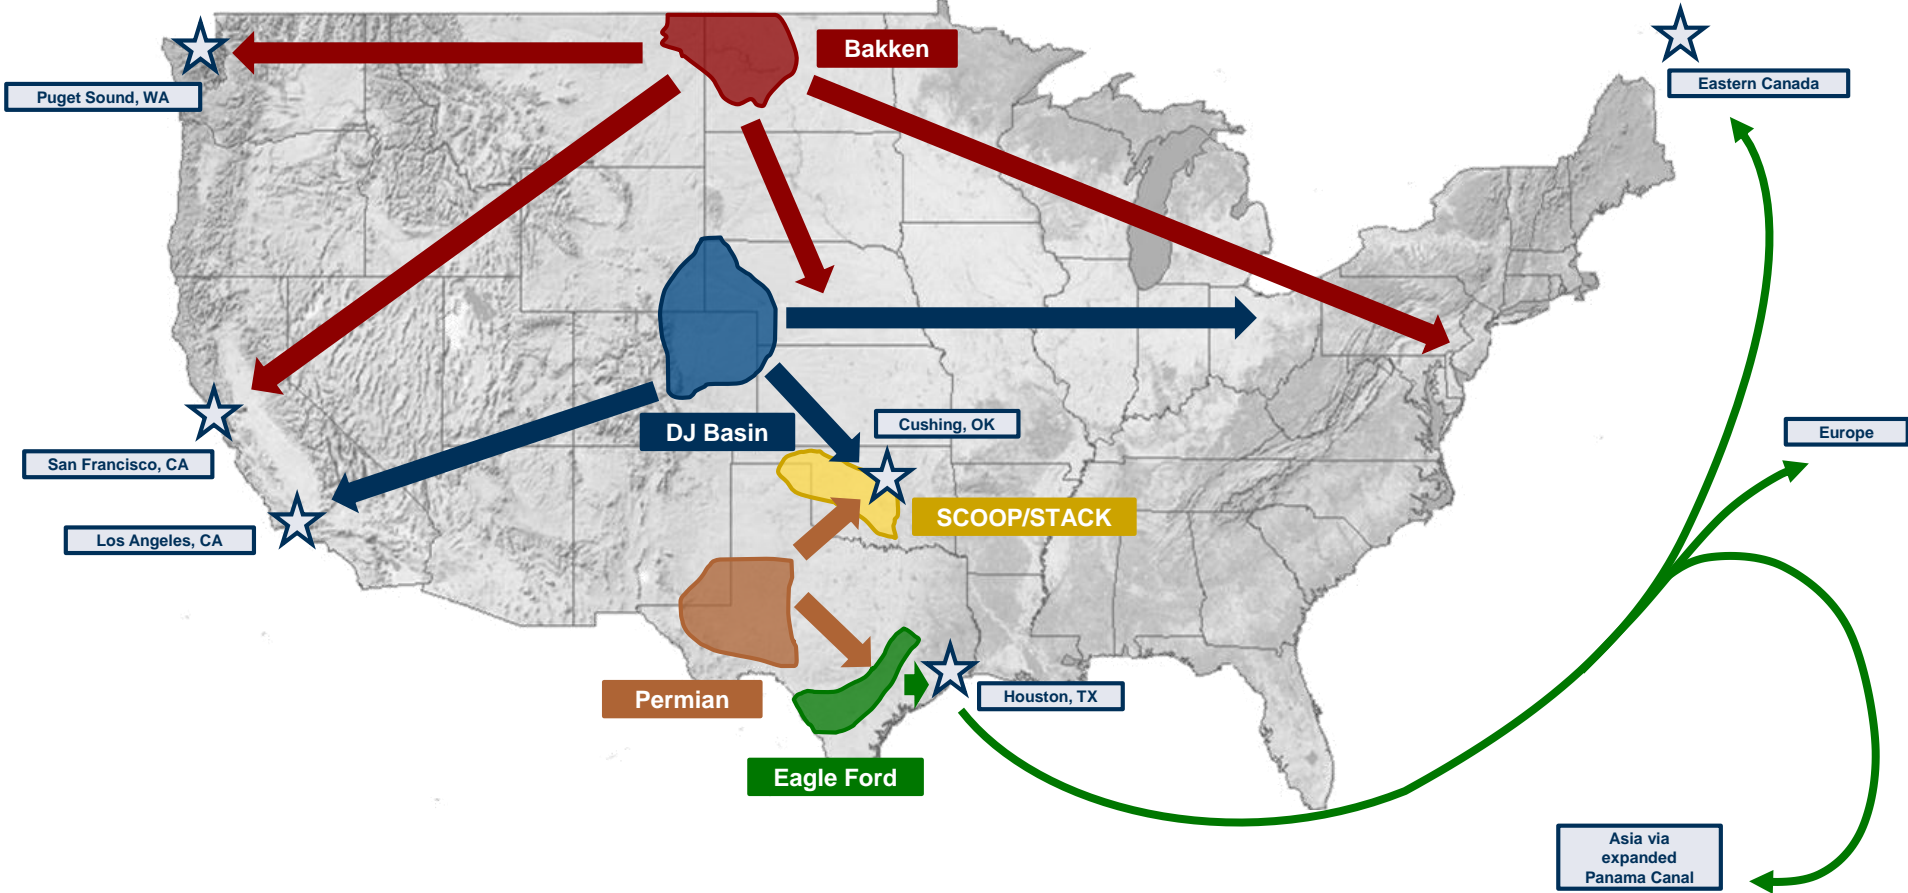 Bakken
Puget Sound, WA
Eastern Canada
DJ Basin
Cushing, OK
Europe
San Francisco, CA
SCOOP/STACK
Los Angeles, CA
Permian
Houston, TX
Eagle Ford
Asia via
expanded
Panama Canal